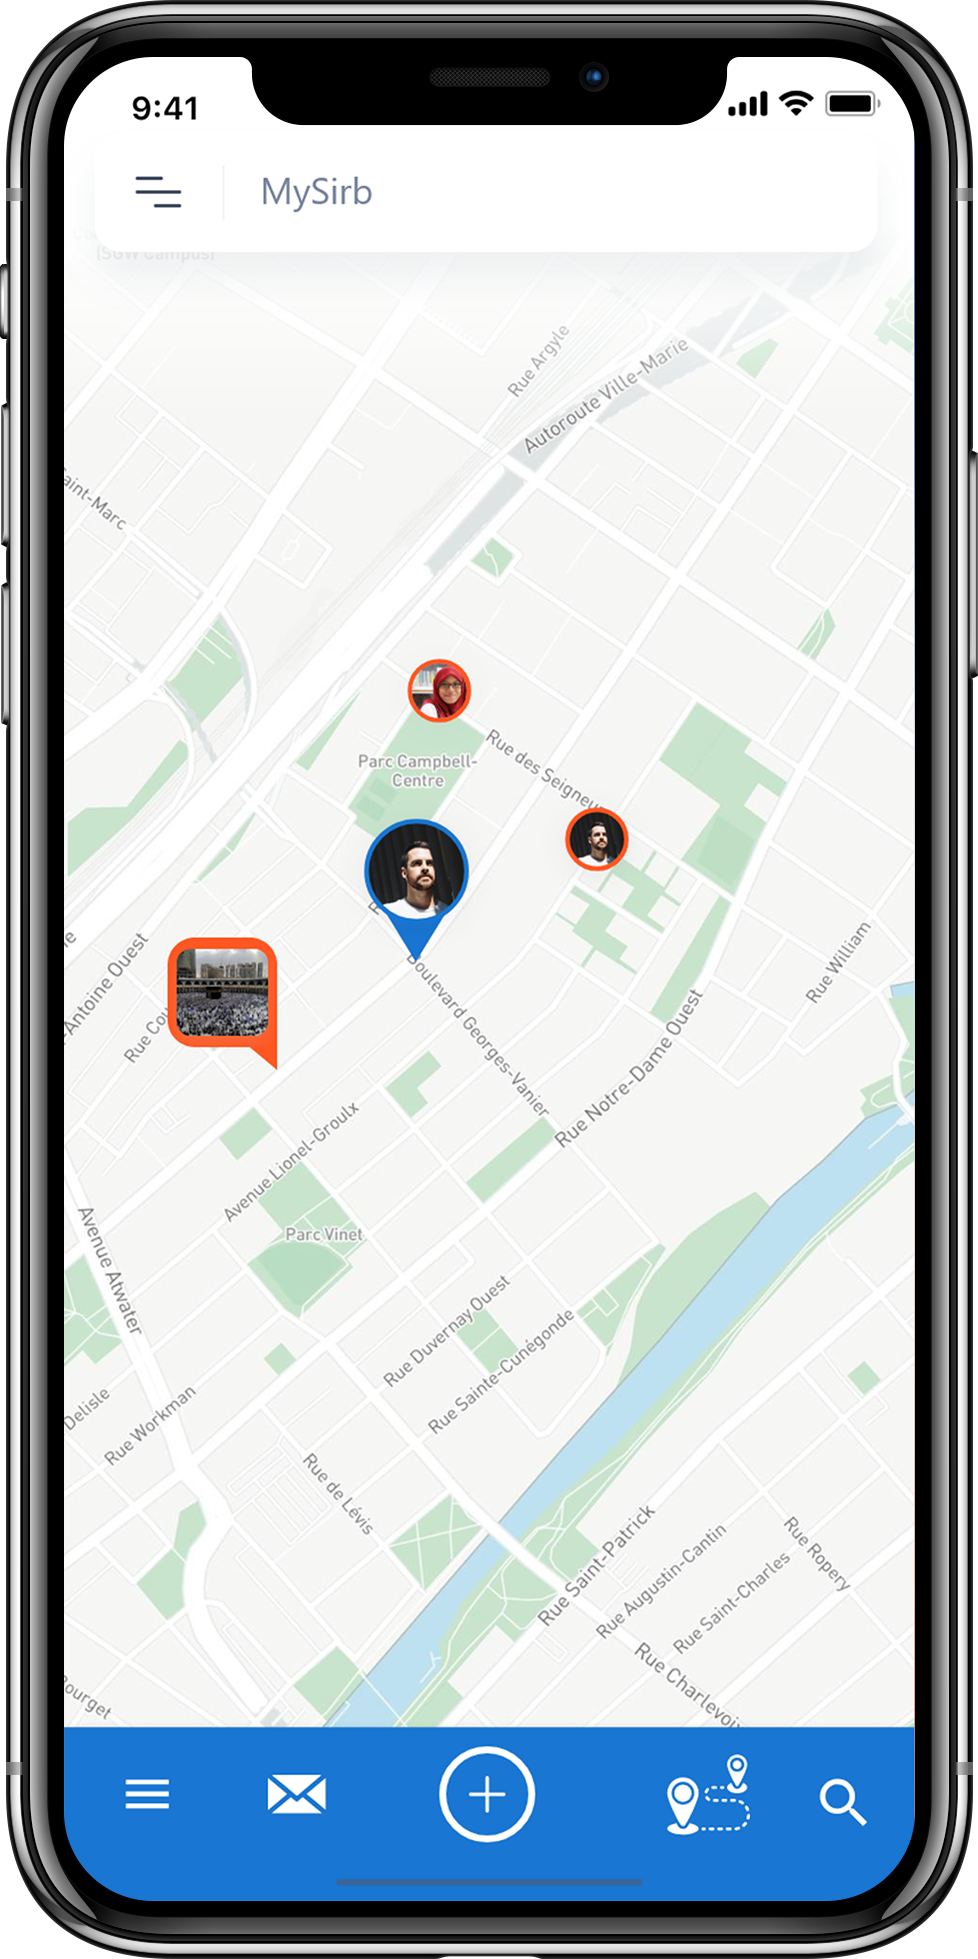 9:41
MySirb
(SGW Campus)
Rue Argyle
Autoroute Ville-Marie
aint-Marc
Rue des Seigneu
Parc Campbell-
Centre
Boulevard Georges-Vanier
-Antoine Ouest
Rue Cou
Rue William
Rue Notre-Dame Ouest
Avenue Lionel-Groulx
Parc Vinet
Avenue Atwater
Rue Duvernay Ouest
Rue Sainte-Cunégonde
Delisle
Rue Workman
Rue de Lévis
Rue Saint-Patrick
Rue Augustin-Cantin
Rue Saint-Charles
Rue Ropery
Rue Charlevoix
ourget